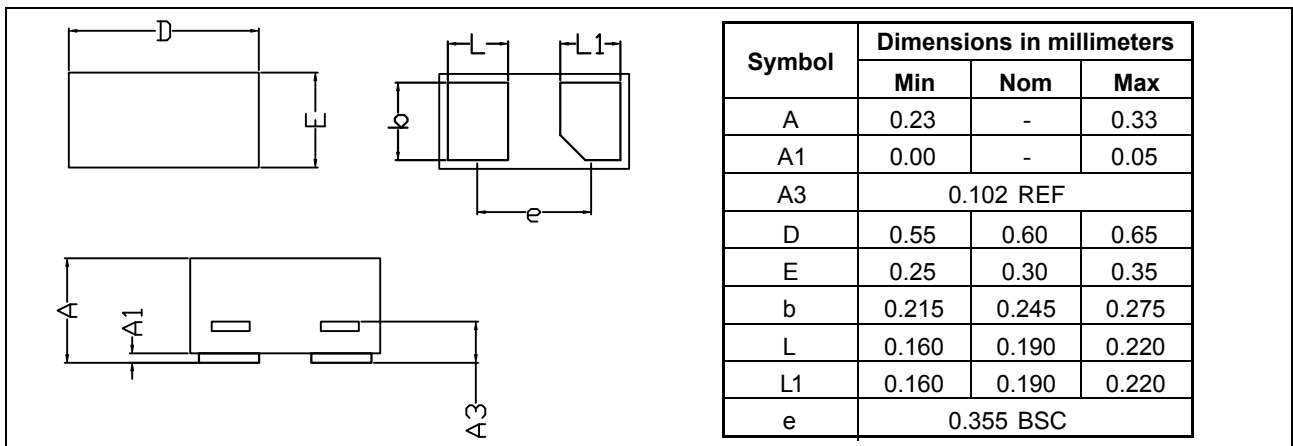 D
E
L
L1
b
e
A
A1
A3
Symbol Dimensions in millimeters
Min Nom Max
A 0.23 - 0.33
A1 0.00 - 0.05
A3 0.102 REF
D 0.55 0.60 0.65
E 0.25 0.30 0.35
b 0.215 0.245 0.275
L 0.160 0.190 0.220
L1 0.160 0.190 0.220
e 0.355 BSC